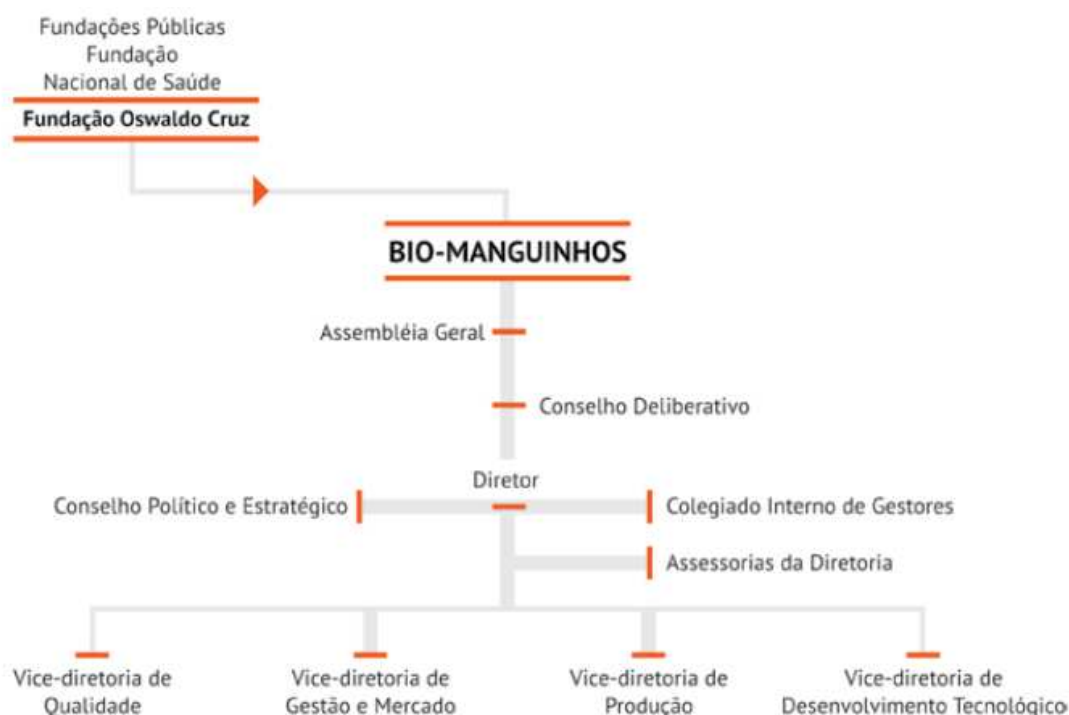 Fundações Públicas
Fundação
Nacional de Saúde
Fundação Oswaldo Cruz
BIO-MANGUINHOS
Assembléia Geral
Conselho Deliberativo
Diretor
Conselho Político e Estratégico
Colegiado Interno de Gestores
Assessorias da Diretoria
Vice-diretoria de
Qualidade
Vice-diretoria de
Gestão e Mercado
Vice-diretoria de
Produção
Vice-diretoria de
Desenvolvimento Tecnológico